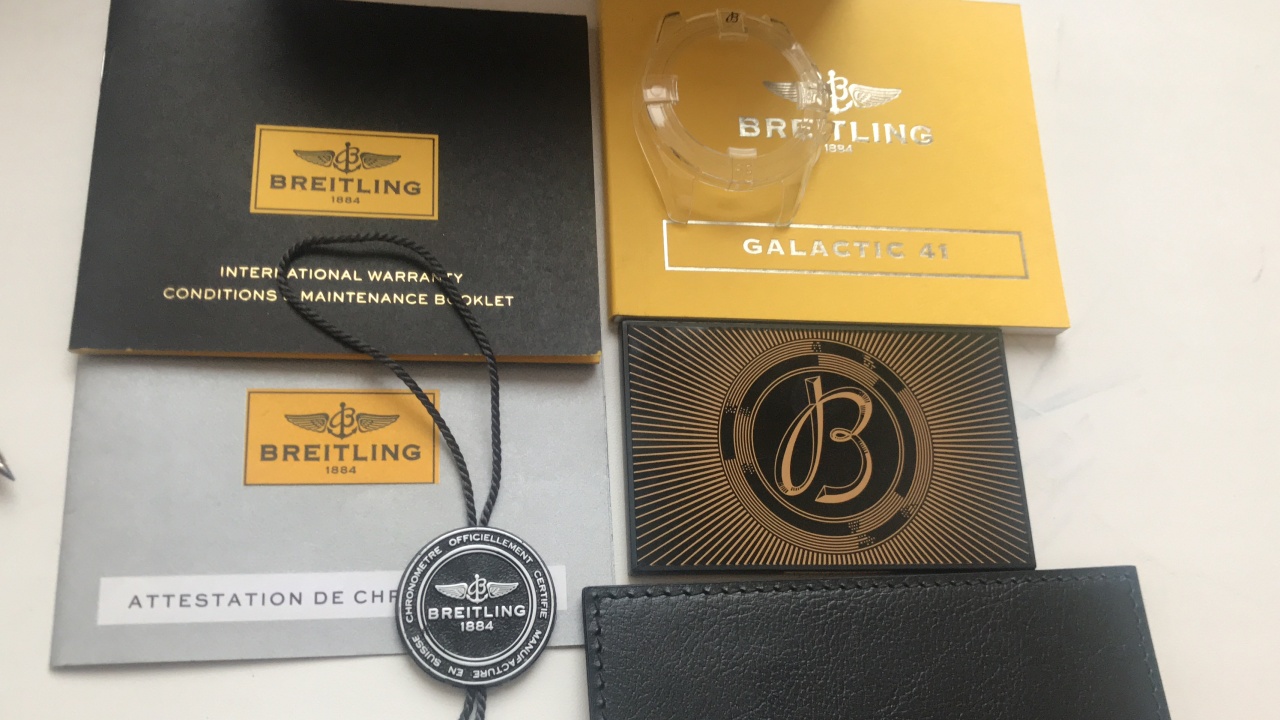 BREITLING
1884
INTERNATIONAL WARRANTY
CONDITIONS & MAINTENANCE BOOKLET
B
BREITLING
1884
GALACTIC 41
BREITLING
1884
ATTESTATION DE CHR
CHRONOMETRE OFFICIELLEMENT CERTIFIE MANUFACTURE EN SUISSE
BREITLING
1884
B